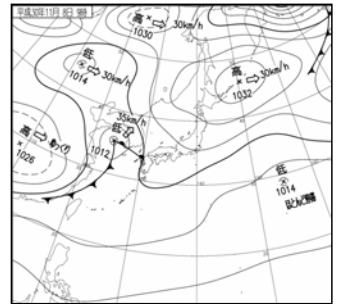 平成30年11月 8日 9時
高
30km/h
1030
低
30km/h
1014
高
30km/h
1032
35km/h
低
1012
高
ゆっくり
1026
低
1014
ほとんど停滞